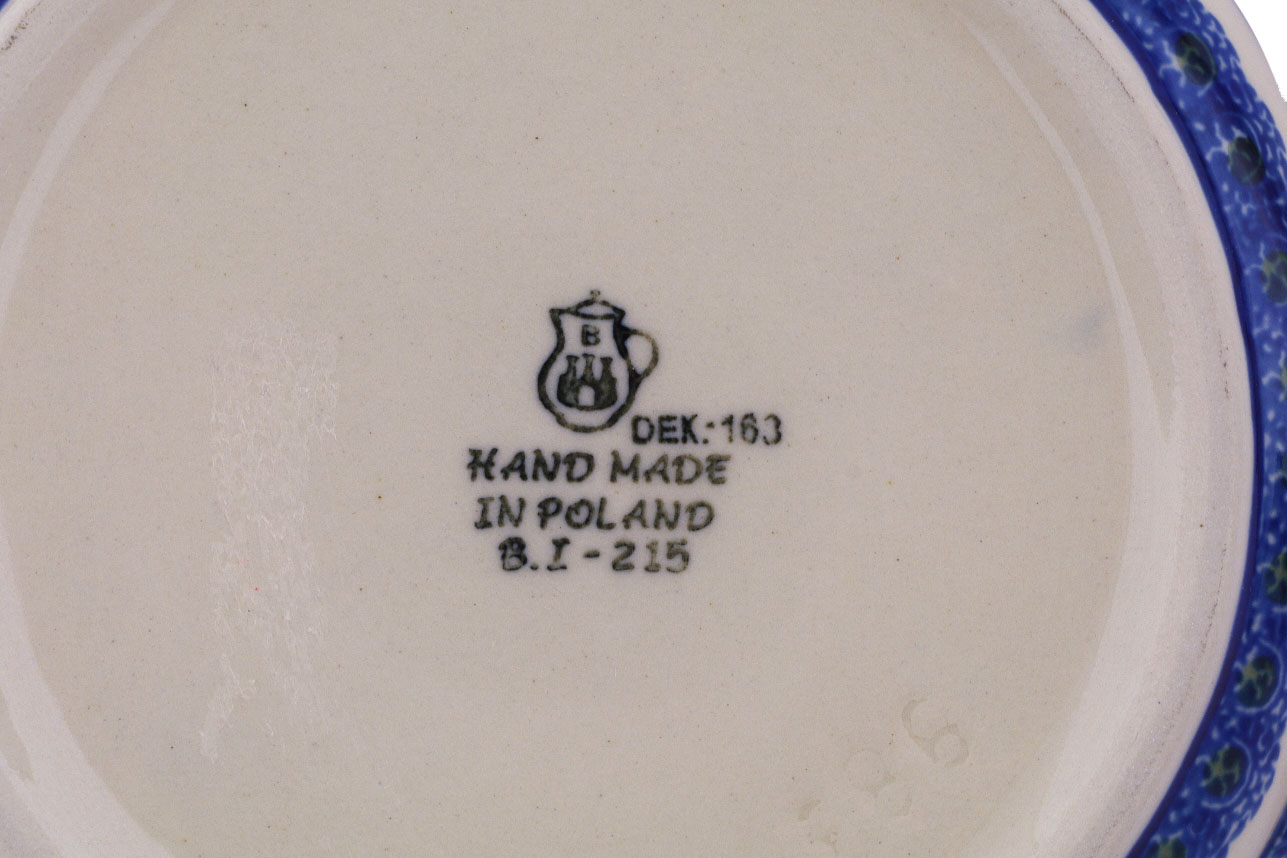 B
DEK.: 163
HAND MADE
IN POLAND
B.I - 215